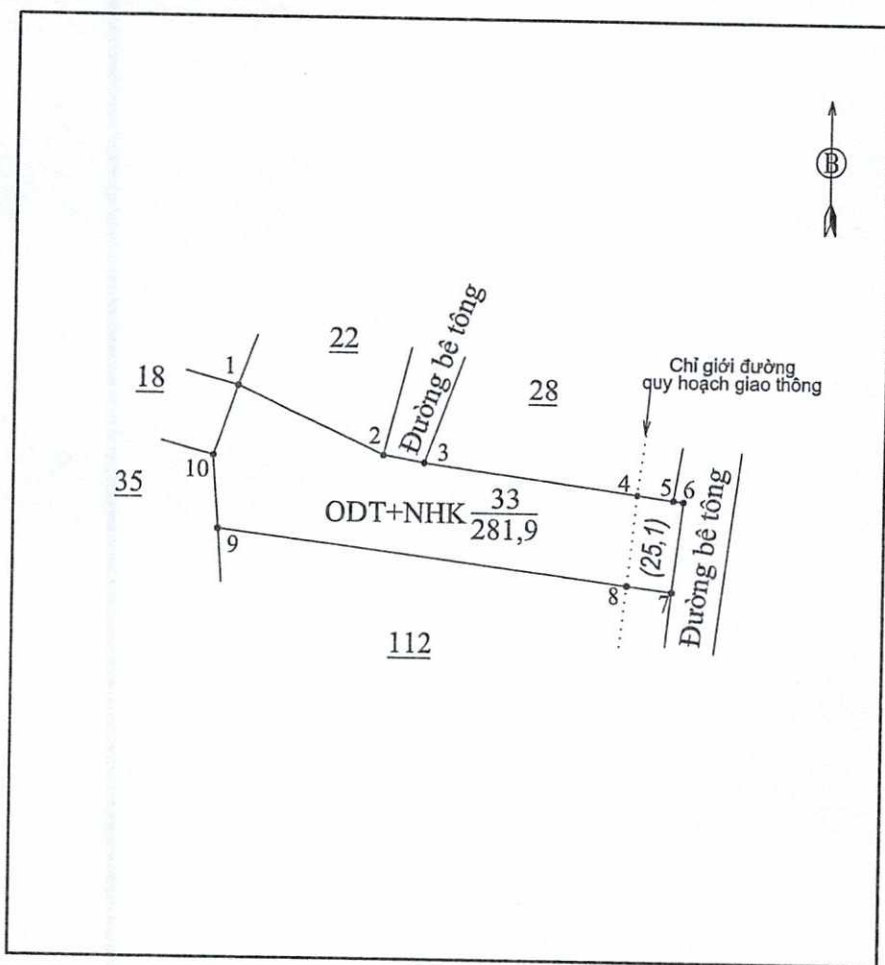 B
Đường bê tông
22
Chỉ giới đường
quy hoạch giao thông
18
1
28
2
3
10
35
4
5
6
ODT+NHK 33
281,9
(25,1)
Đường bê tông
9
8
7
112